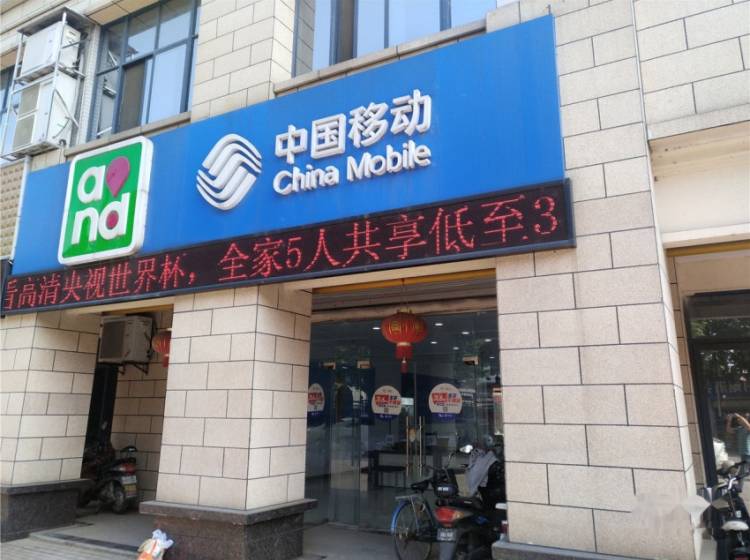 and
中国移动
China Mobile
看高清央视世界杯，全家5人共享低至3